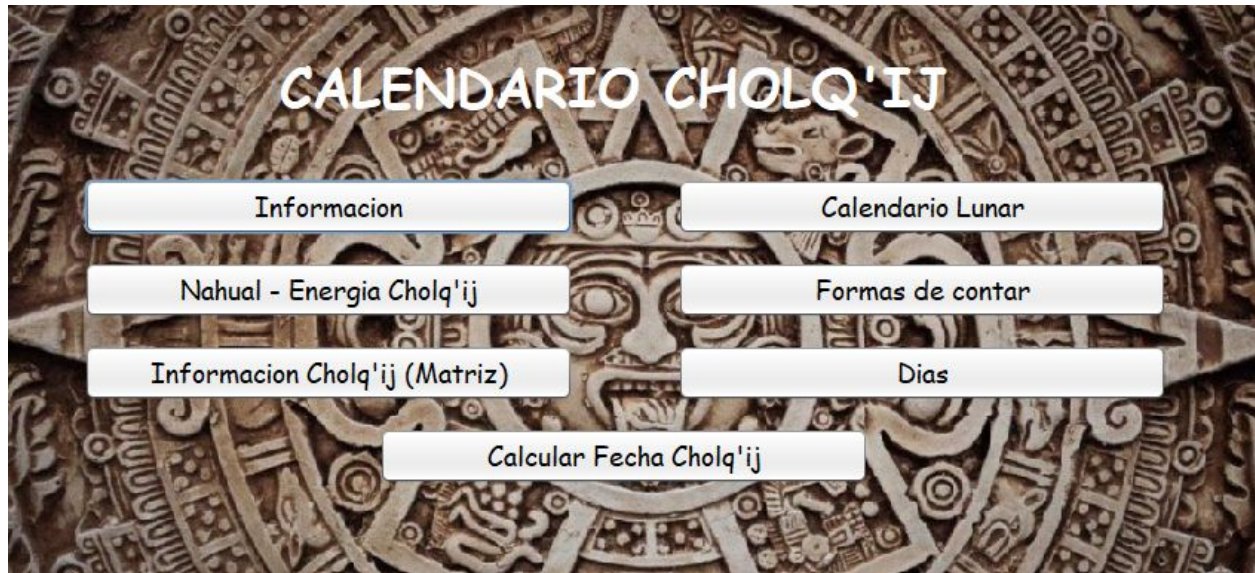 CALENDARIO CHOLQ'IJ
Informacion
Calendario Lunar
Nahual - Energia Cholq'ij
Formas de contar
Informacion Cholq'ij (Matriz)
Dias
Calcular Fecha Cholq'ij